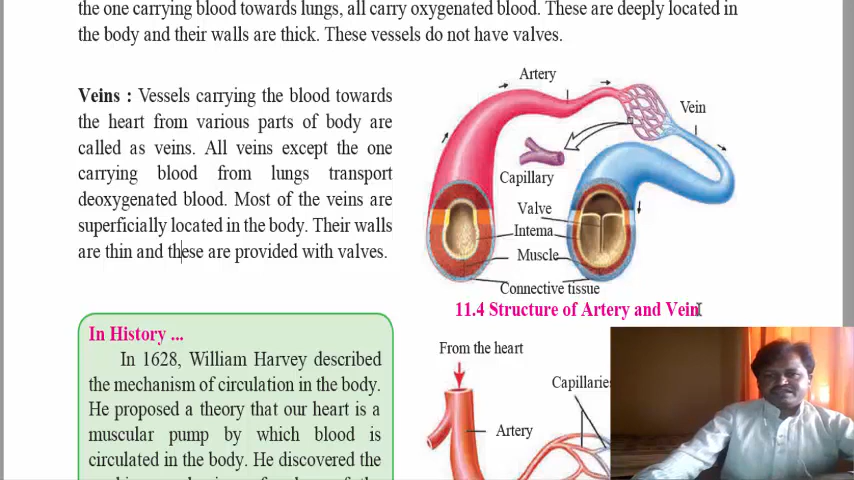 the one carrying blood towards lungs, all carry oxygenated blood. These are deeply located in
the body and their walls are thick. These vessels do not have valves.
Veins : Vessels carrying the blood towards
the heart from various parts of body are
called as veins. All veins except the one
carrying blood from lungs transport
deoxygenated blood. Most of the veins are
superficially located in the body. Their walls
are thin and these are provided with valves.
Artery
Vein
Capillary
Valve
Intema
Muscle
Connective tissue
11.4 Structure of Artery and Vein
In History ...
In 1628, William Harvey described
the mechanism of circulation in the body.
He proposed a theory that our heart is a
muscular pump by which blood is
circulated in the body. He discovered the
From the heart
Capillaries
Artery